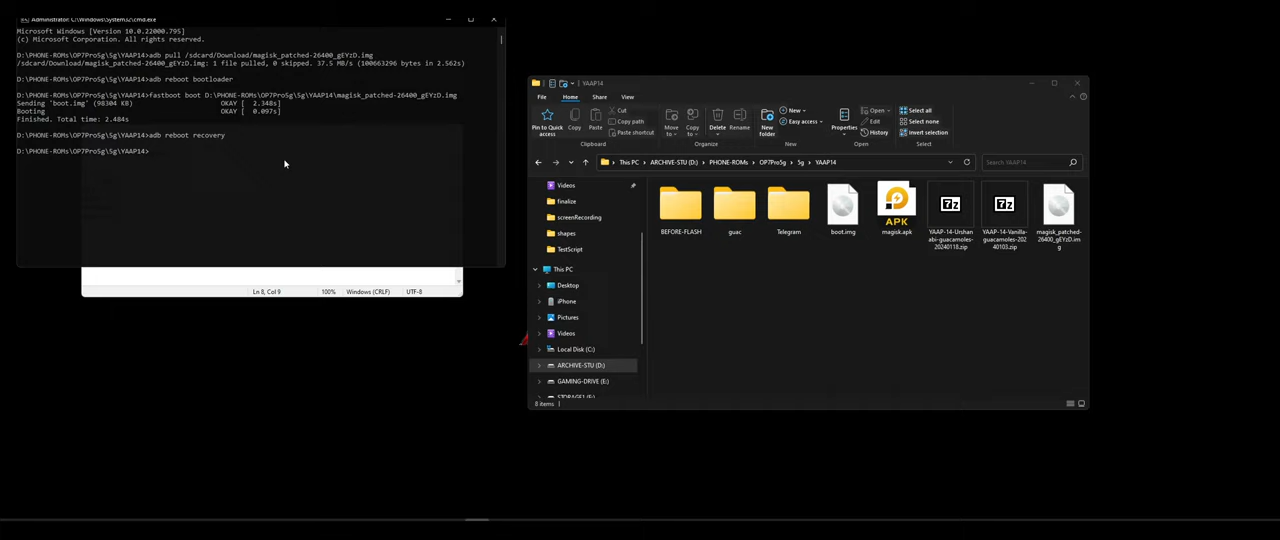 Administrator: C:\Windows\System32\cmd.exe
Microsoft Windows [Version 10.0.22000.795]
(c) Microsoft Corporation. All rights reserved.
D:\PHONE-ROMs\OP7Pro5g\5g\YAAP14>adb pull /sdcard/Download/magisk_patched-26400_gEYzD.img
/sdcard/Download/magisk_patched-26400_gEYzD.img: 1 file pulled, 0 skipped. 37.5 MB/s (100663296 bytes in 2.562s)
D:\PHONE-ROMs\OP7Pro5g\5g\YAAP14>adb reboot bootloader
D:\PHONE-ROMs\OP7Pro5g\5g\YAAP14>fastboot boot D:\PHONE-ROMs\OP7Pro5g\5g\YAAP14\magisk_patched-26400_gEYzD.img
Sending 'boot.img' (98304 KB) OKAY [ 2.348s]
Booting OKAY [ 0.097s]
Finished. Total time: 2.484s
D:\PHONE-ROMs\OP7Pro5g\5g\YAAP14>adb reboot recovery
D:\PHONE-ROMs\OP7Pro5g\5g\YAAP14>
Ln 8, Col 9 100% Windows (CRLF) UTF-8
YAAP14
File Home Share View
Pin to Quick access
Copy
Paste
Cut
Copy path
Paste shortcut
Clipboard
Move to
Copy to
Delete
Rename
Organize
New folder
New
Easy access
New
Properties
Open
Edit
History
Open
Select all
Select none
Invert selection
Select
This PC > ARCHIVE-STU (D:) > PHONE-ROMs > OP7Pro5g > 5g > YAAP14
Search YAAP14
Videos
finalize
screenRecording
shapes
TestScript
This PC
Desktop
iPhone
Pictures
Videos
Local Disk (C:)
ARCHIVE-STU (D:)
GAMING-DRIVE (E:)
BEFORE-FLASH
guac
Telegram
boot.img
APK
magisk.apk
7z
YAAP-14-Urshan
abi-guacamoles-
20240118.zip
7z
YAAP-14-Vanilla-
guacamoles-202
40103.zip
magisk_patched-
26400_gEYzD.im
g
8 items